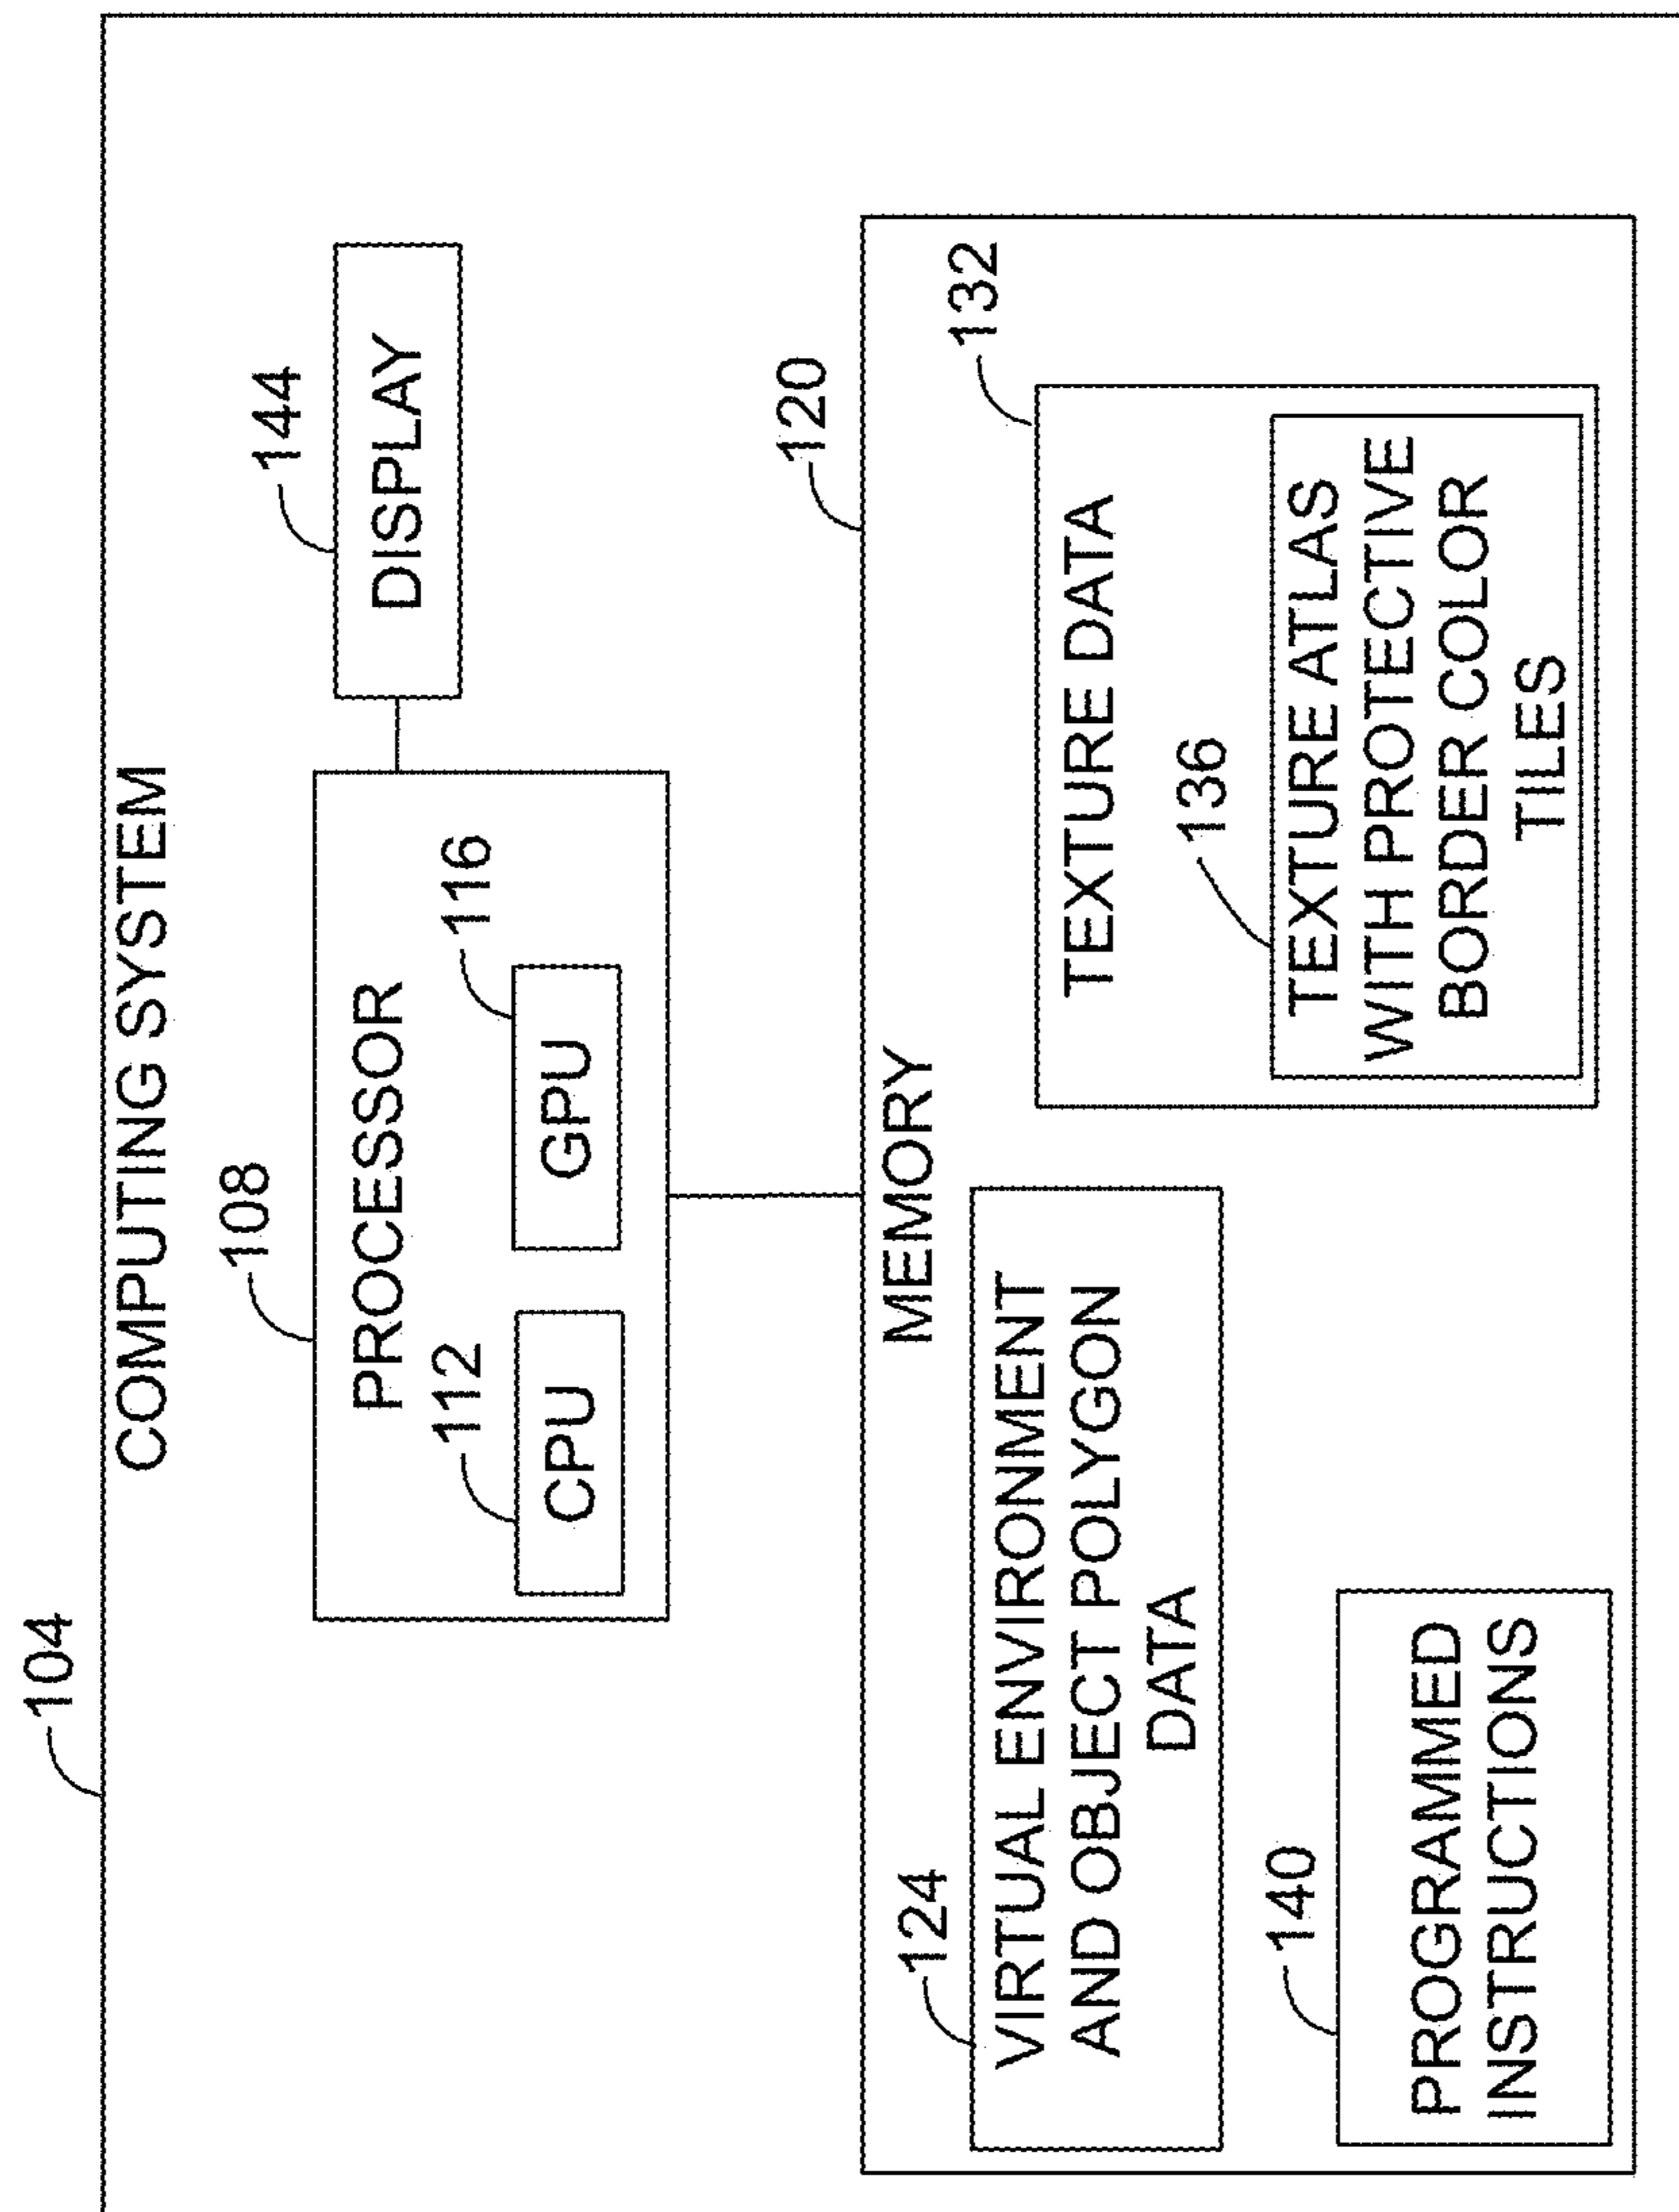 104
COMPUTING SYSTEM
108
PROCESSOR
112
CPU
116
GPU
144
DISPLAY
120
MEMORY
124
VIRTUAL ENVIRONMENT
AND OBJECT POLYGON
DATA
132
TEXTURE DATA
136
TEXTURE ATLAS
WITH PROTECTIVE
BORDER COLOR
TILES
140
PROGRAMMED
INSTRUCTIONS